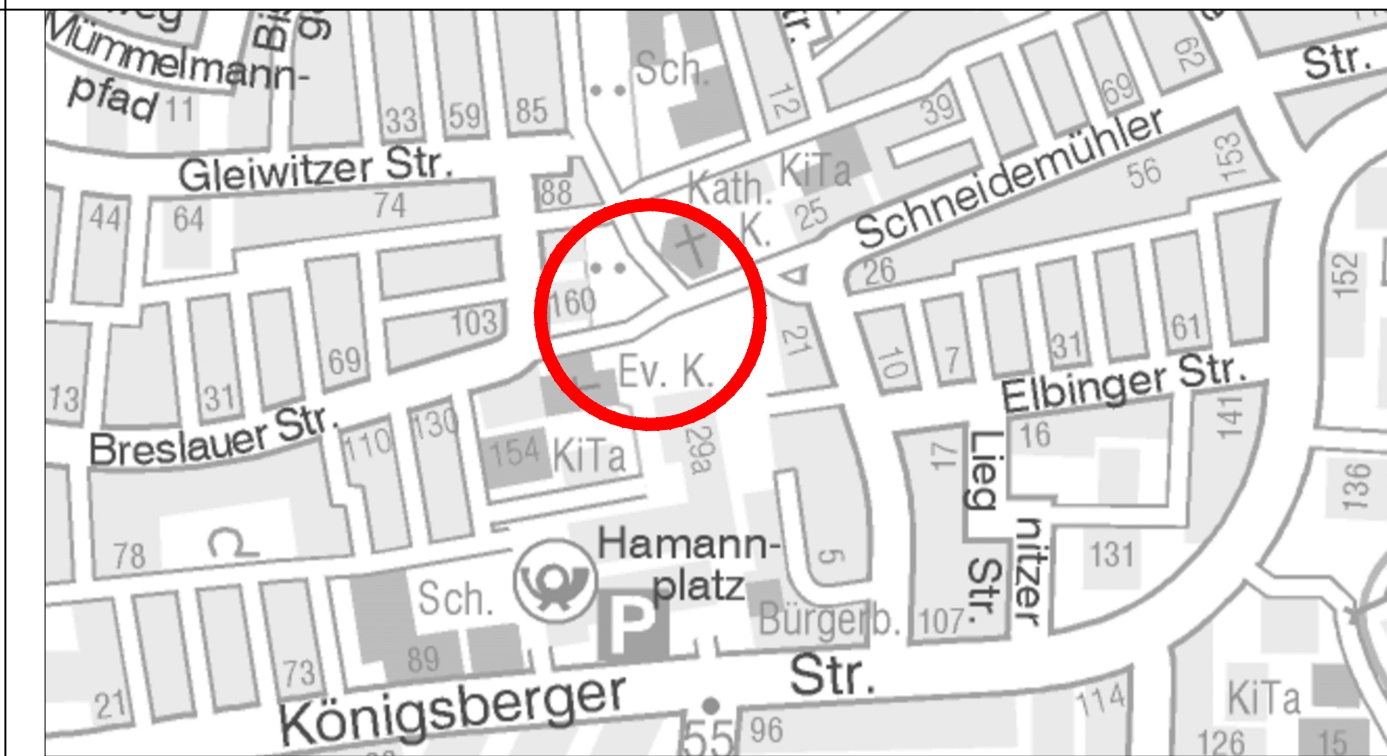 Mümmelmann-
pfad
11
33
59
85
Sch.
12
39
69
62
Str.
Gleiwitzer Str.
Kath.
K.
KiTa
25
Schneidemühler
56
153
44
64
74
88
26
152
160
103
69
31
13
21
10
7
31
61
Ev. K.
Elbinger Str.
Breslauer Str.
110
130
154
KiTa
29a
17
16
141
136
Lieg
nitzer
Str.
78
Hamann-
platz
5
131
Sch.
P
Bürgerb.
107
89
73
21
Königsberger
Str.
55
96
114
KiTa
126
15